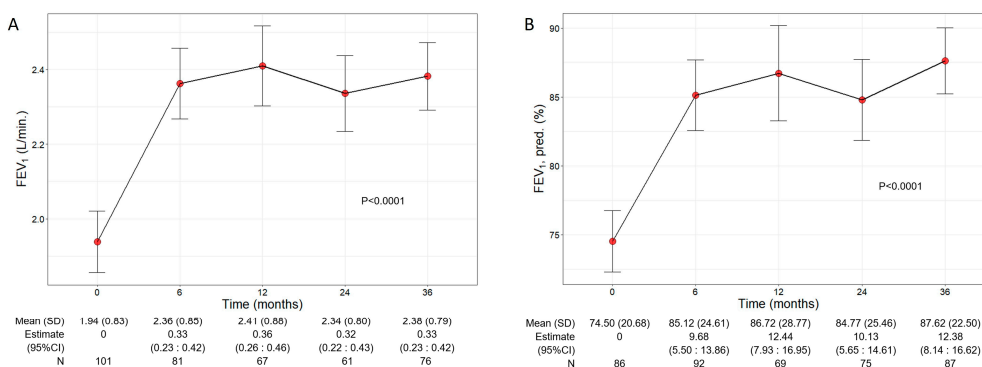 A
2.4
2.2
2.0
FEV₁ (L/min.)
P<0.0001
0 6 12 24 36
Time (months)
Mean (SD) 1.94 (0.83) 2.36 (0.85) 2.41 (0.88) 2.34 (0.80) 2.38 (0.79)
Estimate 0 0.33 0.36 0.32 0.33
(95%CI) (0.23 : 0.42) (0.26 : 0.46) (0.22 : 0.43) (0.23 : 0.42)
N 101 81 67 61 76
B
90
85
80
75
FEV₁, pred. (%)
P<0.0001
0 6 12 24 36
Time (months)
Mean (SD) 74.50 (20.68) 85.12 (24.61) 86.72 (28.77) 84.77 (25.46) 87.62 (22.50)
Estimate 0 9.68 12.44 10.13 12.38
(95%CI) (5.50 : 13.86) (7.93 : 16.95) (5.65 : 14.61) (8.14 : 16.62)
N 86 92 69 75 87